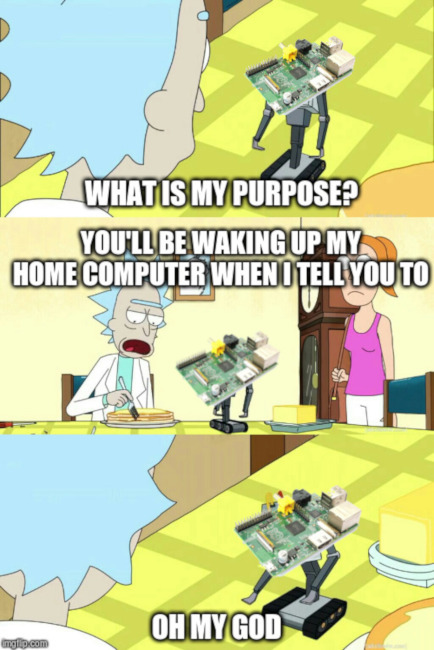 WHAT IS MY PURPOSE?
YOU'LL BE WAKING UP MY
HOME COMPUTER WHEN I TELL YOU TO
OH MY GOD
imgflip.com